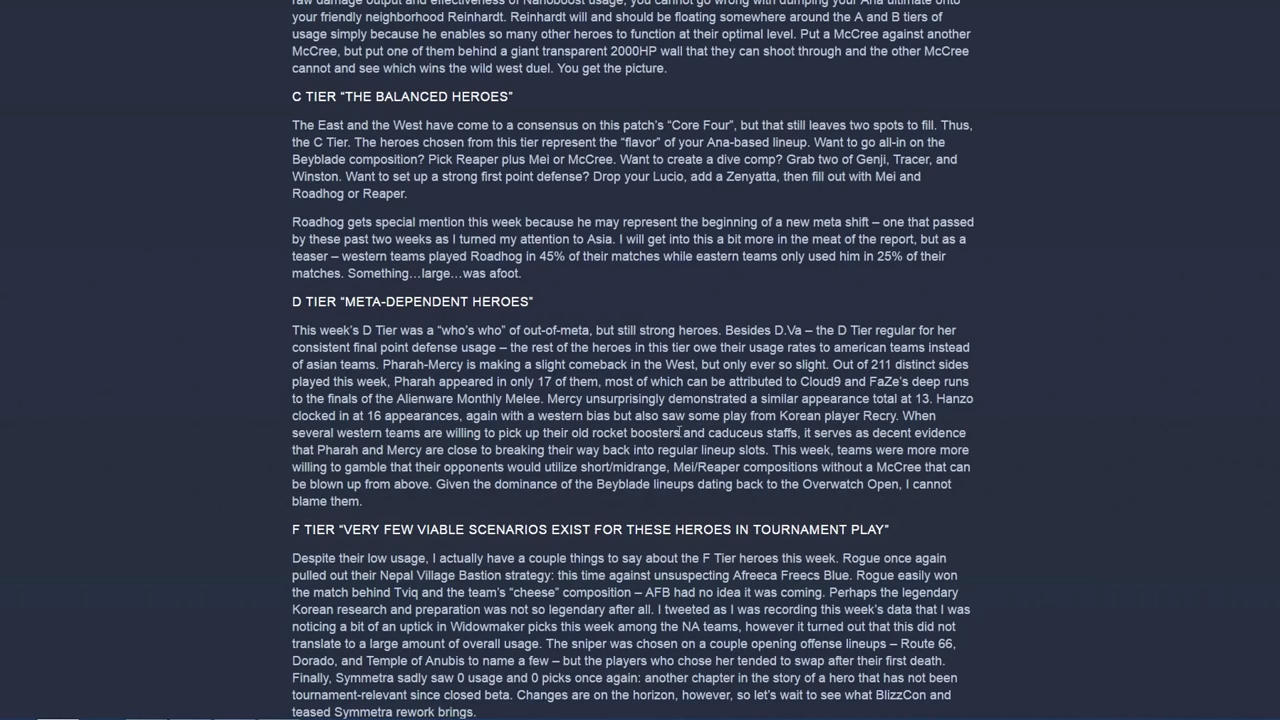 raw damage output and effectiveness of Nanoboost usage, you cannot go wrong with dumping your Ana ultimate onto
your friendly neighborhood Reinhardt. Reinhardt will and should be floating somewhere around the A and B tiers of
usage simply because he enables so many other heroes to function at their optimal level. Put a McCree against another
McCree, but put one of them behind a giant transparent 2000HP wall that they can shoot through and the other McCree
cannot and see which wins the wild west duel. You get the picture.
C TIER “THE BALANCED HEROES”
The East and the West have come to a consensus on this patch’s “Core Four”, but that still leaves two spots to fill. Thus,
the C Tier. The heroes chosen from this tier represent the “flavor” of your Ana-based lineup. Want to go all-in on the
Beyblade composition? Pick Reaper plus Mei or McCree. Want to create a dive comp? Grab two of Genji, Tracer, and
Winston. Want to set up a strong first point defense? Drop your Lucio, add a Zenyatta, then fill out with Mei and
Roadhog or Reaper.
Roadhog gets special mention this week because he may represent the beginning of a new meta shift – one that passed
by these past two weeks as I turned my attention to Asia. I will get into this a bit more in the meat of the report, but as a
teaser – western teams played Roadhog in 45% of their matches while eastern teams only used him in 25% of their
matches. Something…large…was afoot.
D TIER “META-DEPENDENT HEROES”
This week’s D Tier was a “who’s who” of out-of-meta, but still strong heroes. Besides D.Va – the D Tier regular for her
consistent final point defense usage – the rest of the heroes in this tier owe their usage rates to american teams instead
of asian teams. Pharah-Mercy is making a slight comeback in the West, but only ever so slight. Out of 211 distinct sides
played this week, Pharah appeared in only 17 of them, most of which can be attributed to Cloud9 and FaZe’s deep runs
to the finals of the Alienware Monthly Melee. Mercy unsurprisingly demonstrated a similar appearance total at 13. Hanzo
clocked in at 16 appearances, again with a western bias but also saw some play from Korean player Recry. When
several western teams are willing to pick up their old rocket boosters and caduceus staffs, it serves as decent evidence
that Pharah and Mercy are close to breaking their way back into regular lineup slots. This week, teams were more more
willing to gamble that their opponents would utilize short/midrange, Mei/Reaper compositions without a McCree that can
be blown up from above. Given the dominance of the Beyblade lineups dating back to the Overwatch Open, I cannot
blame them.
F TIER “VERY FEW VIABLE SCENARIOS EXIST FOR THESE HEROES IN TOURNAMENT PLAY”
Despite their low usage, I actually have a couple things to say about the F Tier heroes this week. Rogue once again
pulled out their Nepal Village Bastion strategy: this time against unsuspecting Afreeca Freecs Blue. Rogue easily won
the match behind Tviq and the team’s “cheese” composition – AFB had no idea it was coming. Perhaps the legendary
Korean research and preparation was not so legendary after all. I tweeted as I was recording this week’s data that I was
noticing a bit of an uptick in Widowmaker picks this week among the NA teams, however it turned out that this did not
translate to a large amount of overall usage. The sniper was chosen on a couple opening offense lineups – Route 66,
Dorado, and Temple of Anubis to name a few – but the players who chose her tended to swap after their first death.
Finally, Symmetra sadly saw 0 usage and 0 picks once again: another chapter in the story of a hero that has not been
tournament-relevant since closed beta. Changes are on the horizon, however, so let’s wait to see what BlizzCon and
teased Symmetra rework brings.